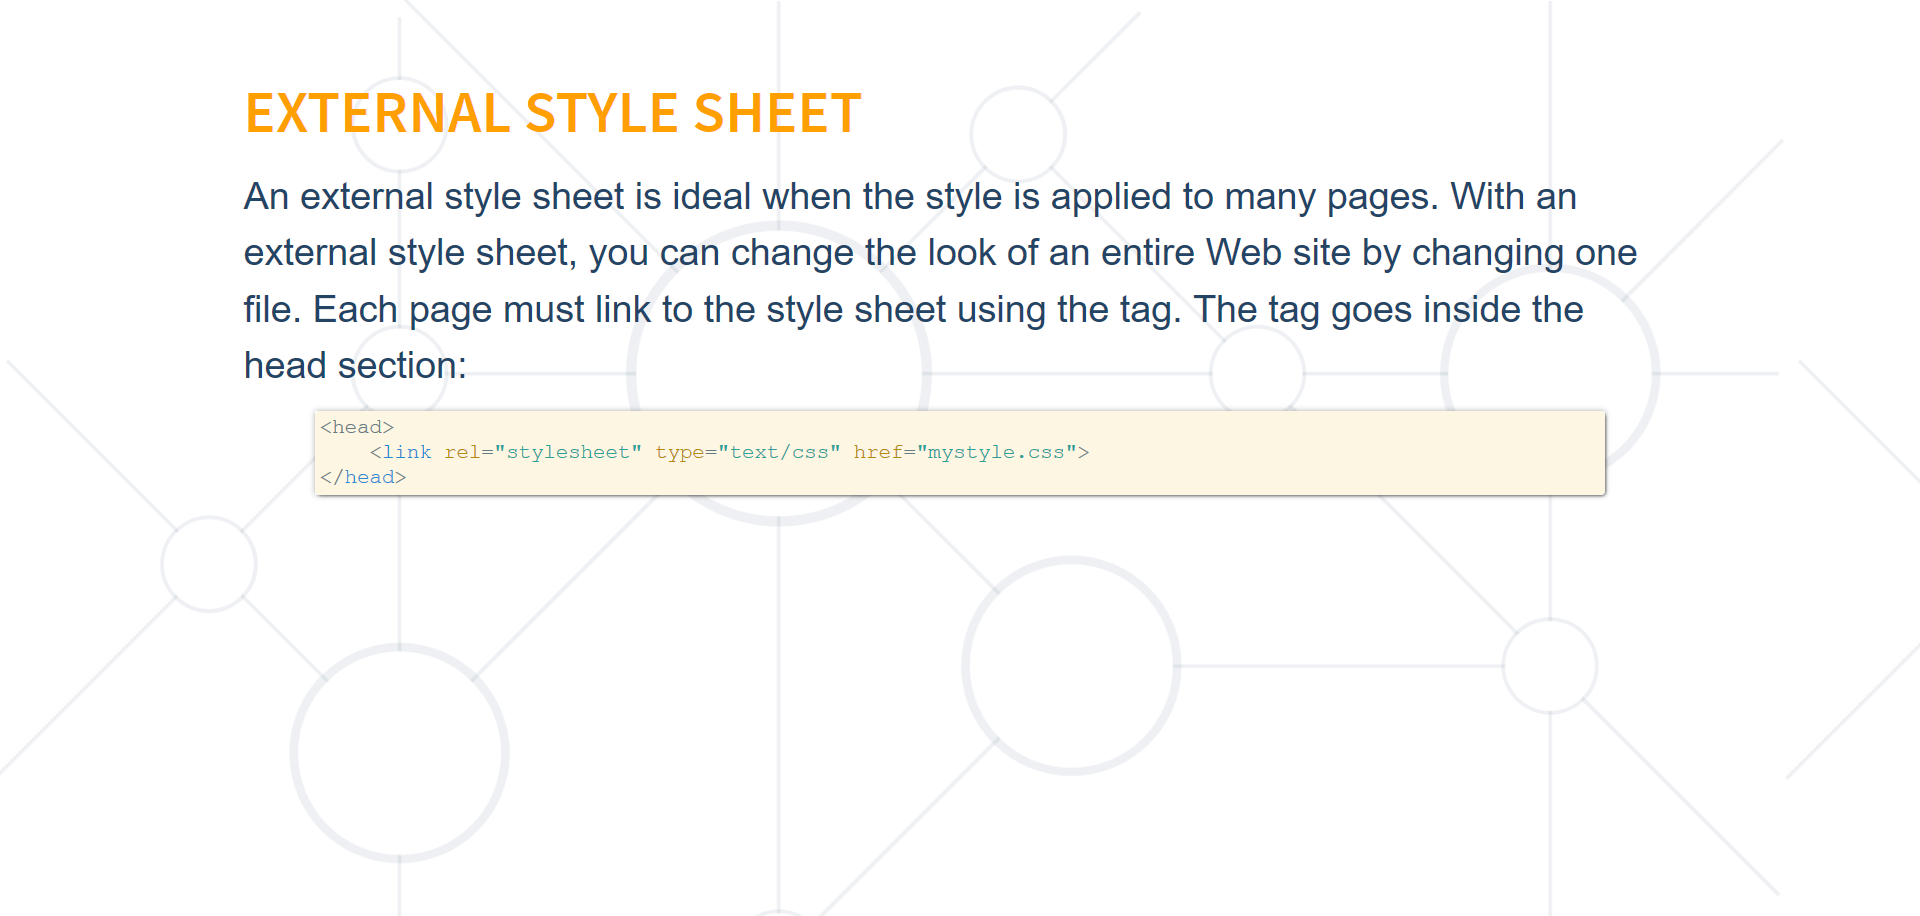 EXTERNAL STYLE SHEET
An external style sheet is ideal when the style is applied to many pages. With an
external style sheet, you can change the look of an entire Web site by changing one
file. Each page must link to the style sheet using the tag. The tag goes inside the
head section:
<head>
    <link rel="stylesheet" type="text/css" href="mystyle.css">
</head>